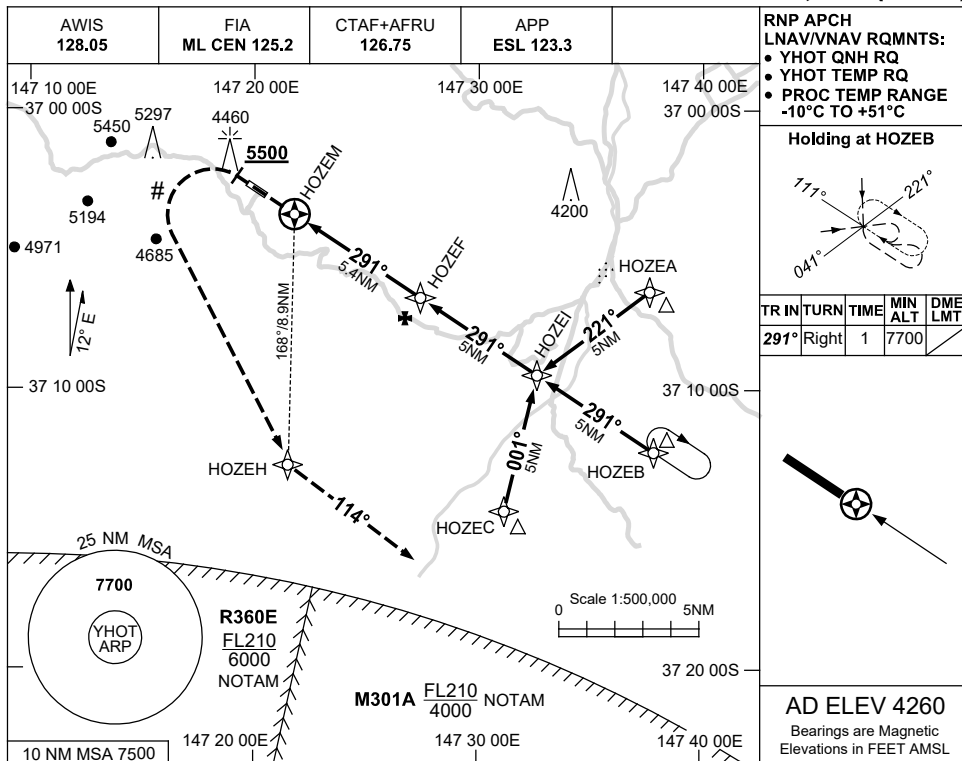 AWIS
128.05
FIA
ML CEN 125.2
CTAF+AFRU
126.75
APP
ESL 123.3
RNP APCH
LNAV/VNAV RQMNTS:
• YHOT QNH RQ
• YHOT TEMP RQ
• PROC TEMP RANGE
-10°C TO +51°C
147 10 00E
147 20 00E
147 30 00E
147 40 00E
37 00 00S
37 00 00S
5450
5297
4460
5500
HOZEM
#
5194
4971
4685
4200
12° E
168°/8.9NM
291°
5.4NM
HOZEF
291°
5NM
HOZEI
HOZEA
221°
5NM
291°
5NM
HOZEB
001°
5NM
HOZEC
37 10 00S
37 10 00S
HOZEH
114°
Holding at HOZEB
111°
221°
041°
TR IN
TURN
TIME
MIN ALT
DME LMT
291°
Right
1
7700
25 NM MSA
7700
YHOT
ARP
10 NM MSA 7500
R360E
FL210
6000
NOTAM
M301A
FL210
4000
NOTAM
Scale 1:500,000
0
5NM
37 20 00S
147 20 00E
147 30 00E
147 40 00E
AD ELEV 4260
Bearings are Magnetic
Elevations in FEET AMSL